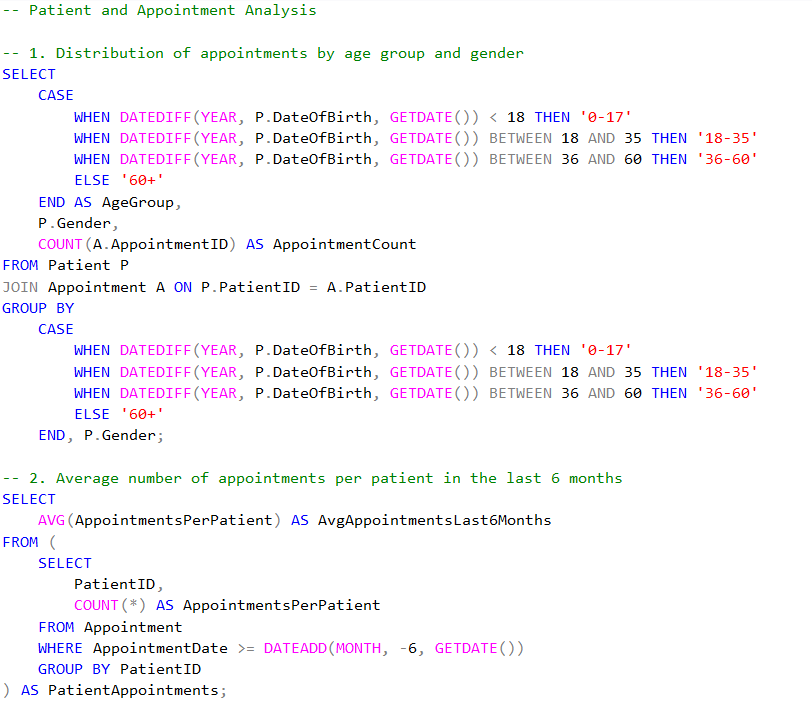 -- Patient and Appointment Analysis

-- 1. Distribution of appointments by age group and gender
SELECT
    CASE
        WHEN DATEDIFF(YEAR, P.DateOfBirth, GETDATE()) < 18 THEN '0-17'
        WHEN DATEDIFF(YEAR, P.DateOfBirth, GETDATE()) BETWEEN 18 AND 35 THEN '18-35'
        WHEN DATEDIFF(YEAR, P.DateOfBirth, GETDATE()) BETWEEN 36 AND 60 THEN '36-60'
        ELSE '60+'
    END AS AgeGroup,
    P.Gender,
    COUNT(A.AppointmentID) AS AppointmentCount
FROM Patient P
JOIN Appointment A ON P.PatientID = A.PatientID
GROUP BY
    CASE
        WHEN DATEDIFF(YEAR, P.DateOfBirth, GETDATE()) < 18 THEN '0-17'
        WHEN DATEDIFF(YEAR, P.DateOfBirth, GETDATE()) BETWEEN 18 AND 35 THEN '18-35'
        WHEN DATEDIFF(YEAR, P.DateOfBirth, GETDATE()) BETWEEN 36 AND 60 THEN '36-60'
        ELSE '60+'
    END, P.Gender;

-- 2. Average number of appointments per patient in the last 6 months
SELECT
    AVG(AppointmentsPerPatient) AS AvgAppointmentsLast6Months
FROM (
    SELECT
        PatientID,
        COUNT(*) AS AppointmentsPerPatient
    FROM Appointment
    WHERE AppointmentDate >= DATEADD(MONTH, -6, GETDATE())
    GROUP BY PatientID
) AS PatientAppointments;